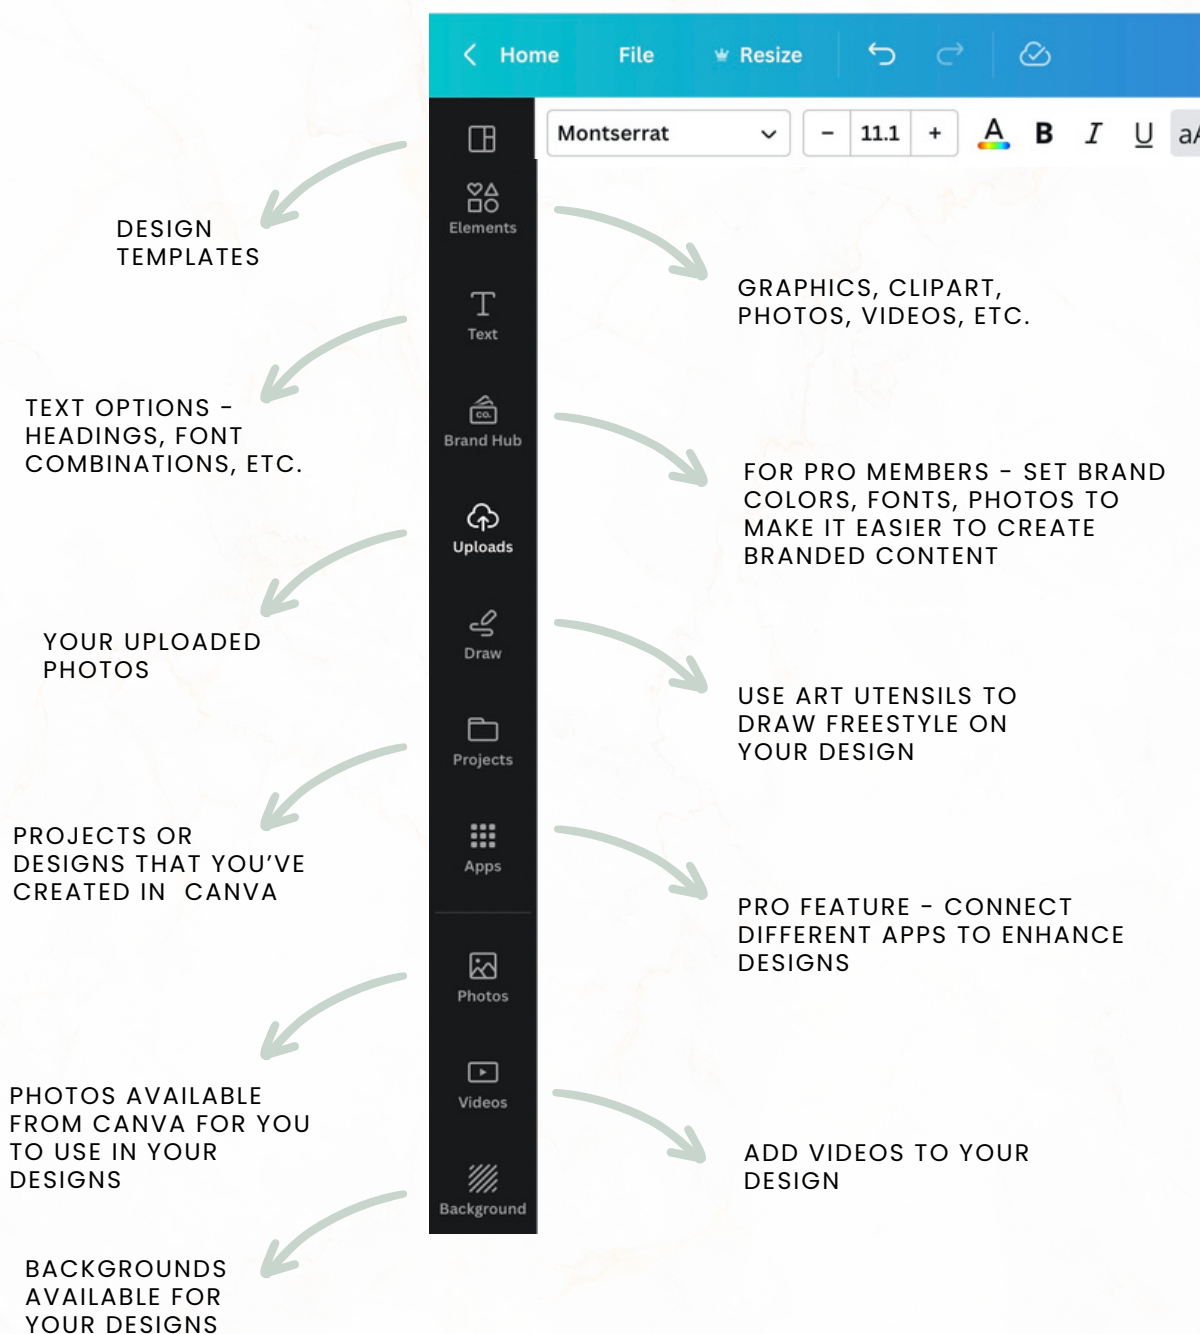 Home File Resize
Montserrat - 11.1 + A B I U aA
DESIGN
TEMPLATES
Elements
GRAPHICS, CLIPART,
PHOTOS, VIDEOS, ETC.
Text
TEXT OPTIONS -
HEADINGS, FONT
COMBINATIONS, ETC.
CO.
Brand Hub
FOR PRO MEMBERS - SET BRAND
COLORS, FONTS, PHOTOS TO
MAKE IT EASIER TO CREATE
BRANDED CONTENT
Uploads
YOUR UPLOADED
PHOTOS
Draw
USE ART UTENSILS TO
DRAW FREESTYLE ON
YOUR DESIGN
Projects
PROJECTS OR
DESIGNS THAT YOU'VE
CREATED IN CANVA
Apps
PRO FEATURE - CONNECT
DIFFERENT APPS TO ENHANCE
DESIGNS
Photos
PHOTOS AVAILABLE
FROM CANVA FOR YOU
TO USE IN YOUR
DESIGNS
Videos
ADD VIDEOS TO YOUR
DESIGN
Background
BACKGROUNDS
AVAILABLE FOR
YOUR DESIGNS